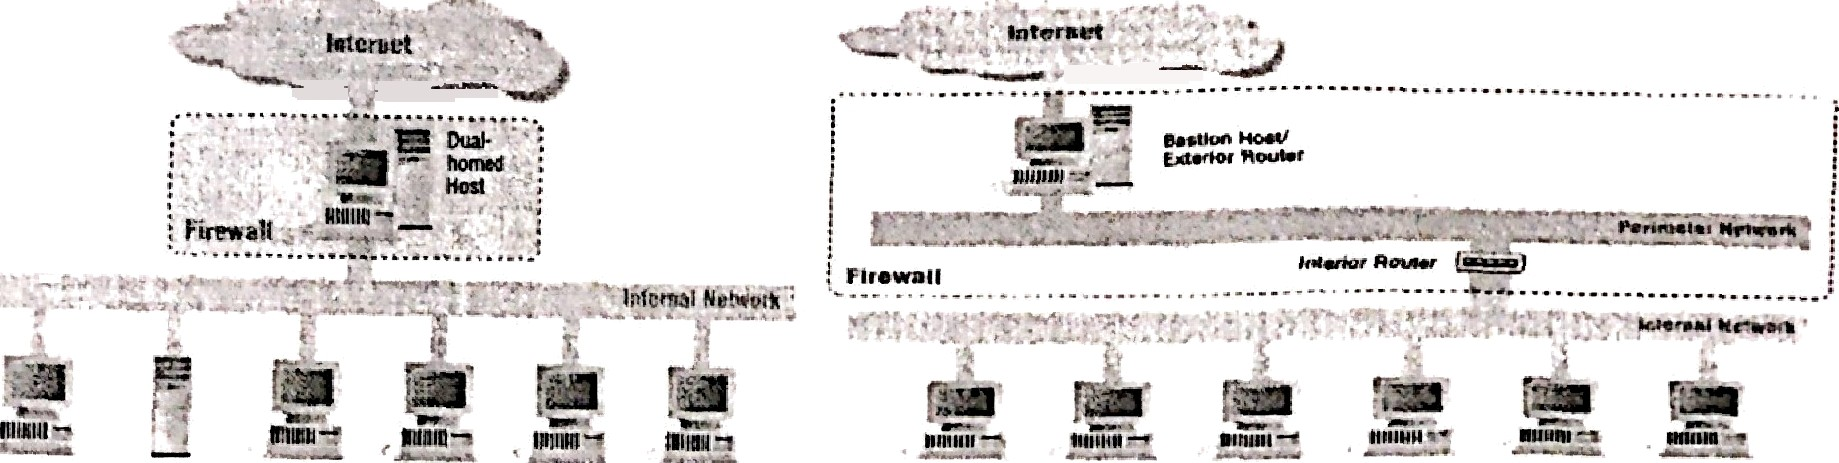 Internet
Dual-
homed
Host
Firewall
Internal Network
Internet
Bastion Host/
Exterior Router
Perimeter Network
Interior Router
Firewall
Internal Network